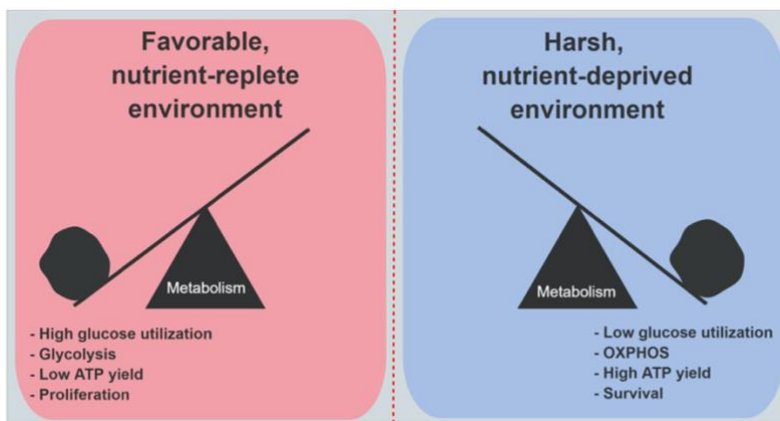 Favorable,
nutrient-replete
environment
Metabolism
- High glucose utilization
- Glycolysis
- Low ATP yield
- Proliferation
Harsh,
nutrient-deprived
environment
Metabolism
- Low glucose utilization
- OXPHOS
- High ATP yield
- Survival